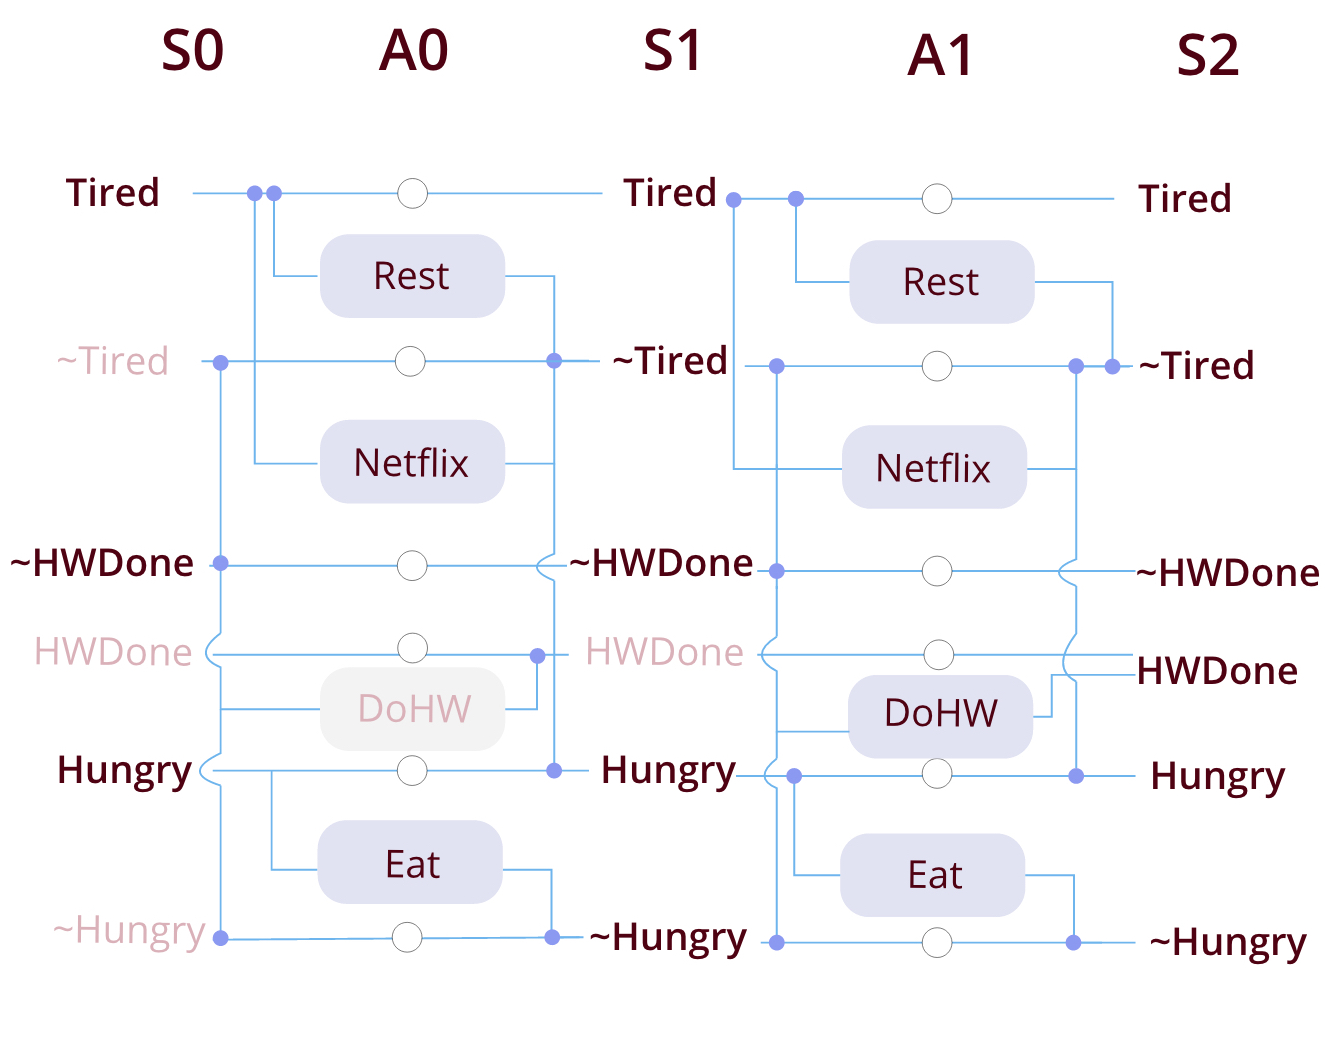 S0 A0 S1 A1 S2
Tired Tired Tired
Rest Rest
~Tired ~Tired ~Tired
Netflix Netflix
~HWDone ~HWDone ~HWDone
HWDone HWDone HWDone
DoHW DoHW
Hungry Hungry Hungry
Eat Eat
~Hungry ~Hungry ~Hungry